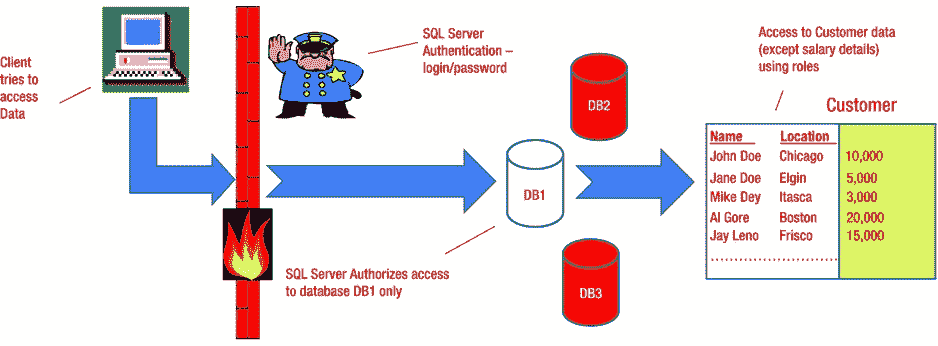 Client
tries to
access
Data
SQL Server
Authentication –
login/password
DB2
DB1
DB3
SQL Server Authorizes access
to database DB1 only
Access to Customer data
(except salary details)
using roles
Customer
Name Location
John Doe Chicago 10,000
Jane Doe Elgin 5,000
Mike Dey Itasca 3,000
Al Gore Boston 20,000
Jay Leno Frisco 15,000
..............................